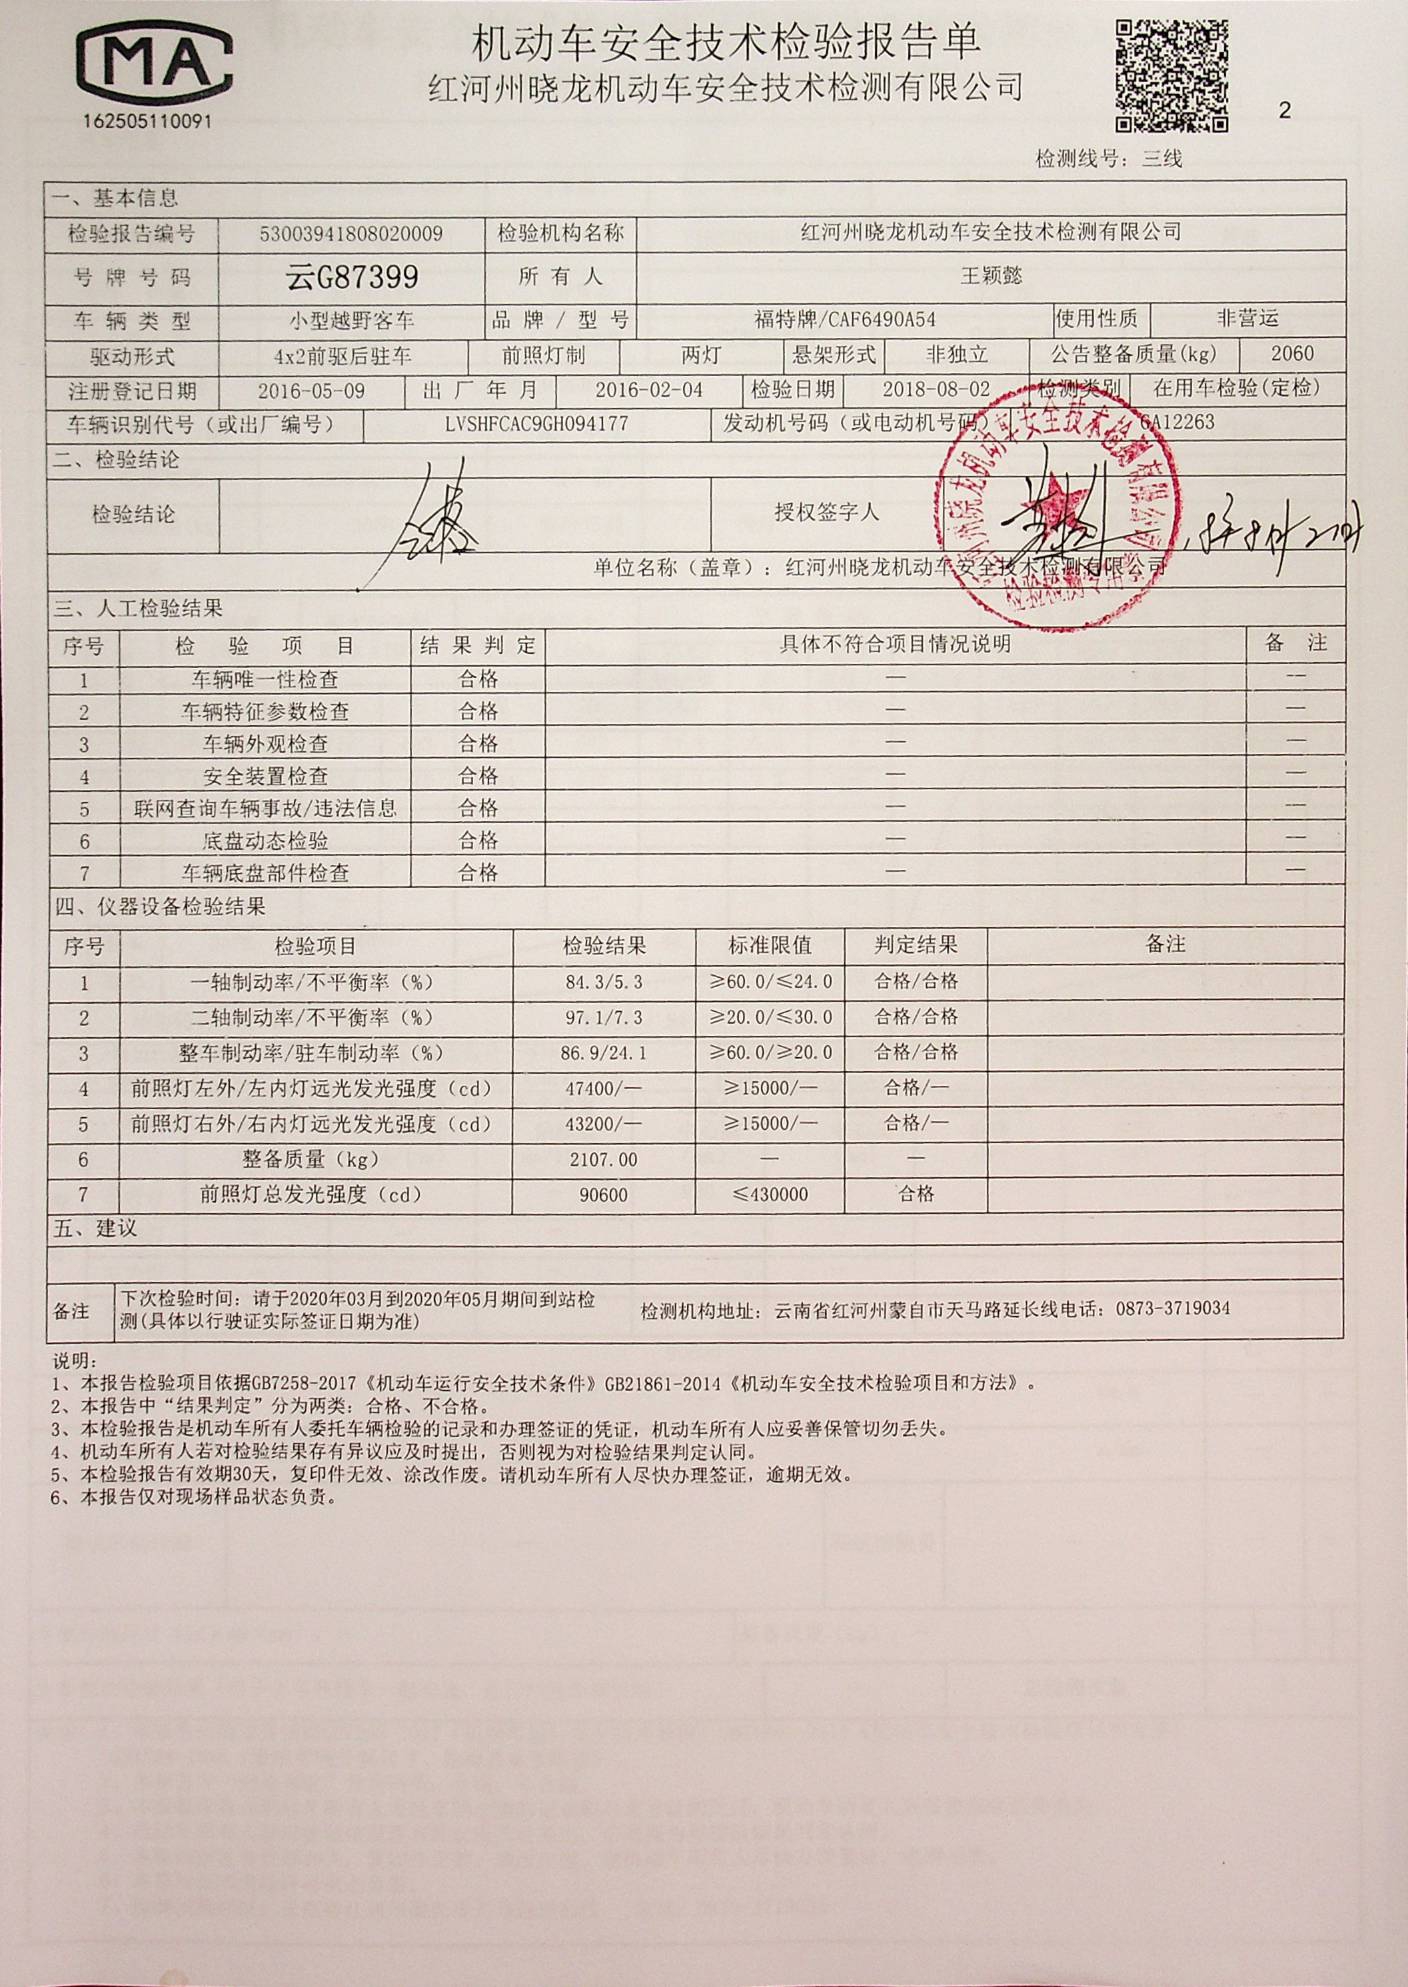 CMA
162505110091
机动车安全技术检验报告单
红河州晓龙机动车安全技术检测有限公司
2
检测线号：三线
一、基本信息
检验报告编号 53003941808020009 检验机构名称 红河州晓龙机动车安全技术检测有限公司
号牌号码 云G87399 所有人 王颖懿
车辆类型 小型越野客车 品牌/型号 福特牌/CAF6490A54 使用性质 非营运
驱动形式 4x2前驱后驻车 前照灯制 两灯 悬架形式 非独立 公告整备质量(kg) 2060
注册登记日期 2016-05-09 出厂年月 2016-02-04 检验日期 2018-08-02 检测类别 在用车检验(定检)
车辆识别代号（或出厂编号） LVSHFCAC9GH094177 发动机号码（或电动机号码） GA12263
二、检验结论
检验结论 授权签字人
单位名称（盖章）：红河州晓龙机动车安全技术检测有限公司
红河州晓龙机动车安全技术检测有限公司
检验检测专用章
三、人工检验结果
序号 检验项目 结果判定 具体不符合项目情况说明 备注
1 车辆唯一性检查 合格 — —
2 车辆特征参数检查 合格 — —
3 车辆外观检查 合格 — —
4 安全装置检查 合格 — —
5 联网查询车辆事故/违法信息 合格 — —
6 底盘动态检验 合格 — —
7 车辆底盘部件检查 合格 — —
四、仪器设备检验结果
序号 检验项目 检验结果 标准限值 判定结果 备注
1 一轴制动率/不平衡率（%） 84.3/5.3 ≥60.0/≤24.0 合格/合格
2 二轴制动率/不平衡率（%） 97.1/7.3 ≥20.0/≤30.0 合格/合格
3 整车制动率/驻车制动率（%） 86.9/24.1 ≥60.0/≥20.0 合格/合格
4 前照灯左外/左内灯远光发光强度（cd） 47400/— ≥15000/— 合格/—
5 前照灯右外/右内灯远光发光强度（cd） 43200/— ≥15000/— 合格/—
6 整备质量（kg） 2107.00 — —
7 前照灯总发光强度（cd） 90600 ≤430000 合格
五、建议
备注 下次检验时间：请于2020年03月到2020年05月期间到站检
测(具体以行驶证实际签证日期为准) 检测机构地址：云南省红河州蒙自市天马路延长线电话：0873-3719034
说明：
1、本报告检验项目依据GB7258-2017《机动车运行安全技术条件》GB21861-2014《机动车安全技术检验项目和方法》。
2、本报告中“结果判定”分为两类：合格、不合格。
3、本检验报告是机动车所有人委托车辆检验的记录和办理签证的凭证，机动车所有人应妥善保管切勿丢失。
4、机动车所有人若对检验结果存有异议应及时提出，否则视为对检验结果判定认同。
5、本检验报告有效期30天，复印件无效、涂改作废。请机动车所有人尽快办理签证，逾期无效。
6、本报告仅对现场样品状态负责。